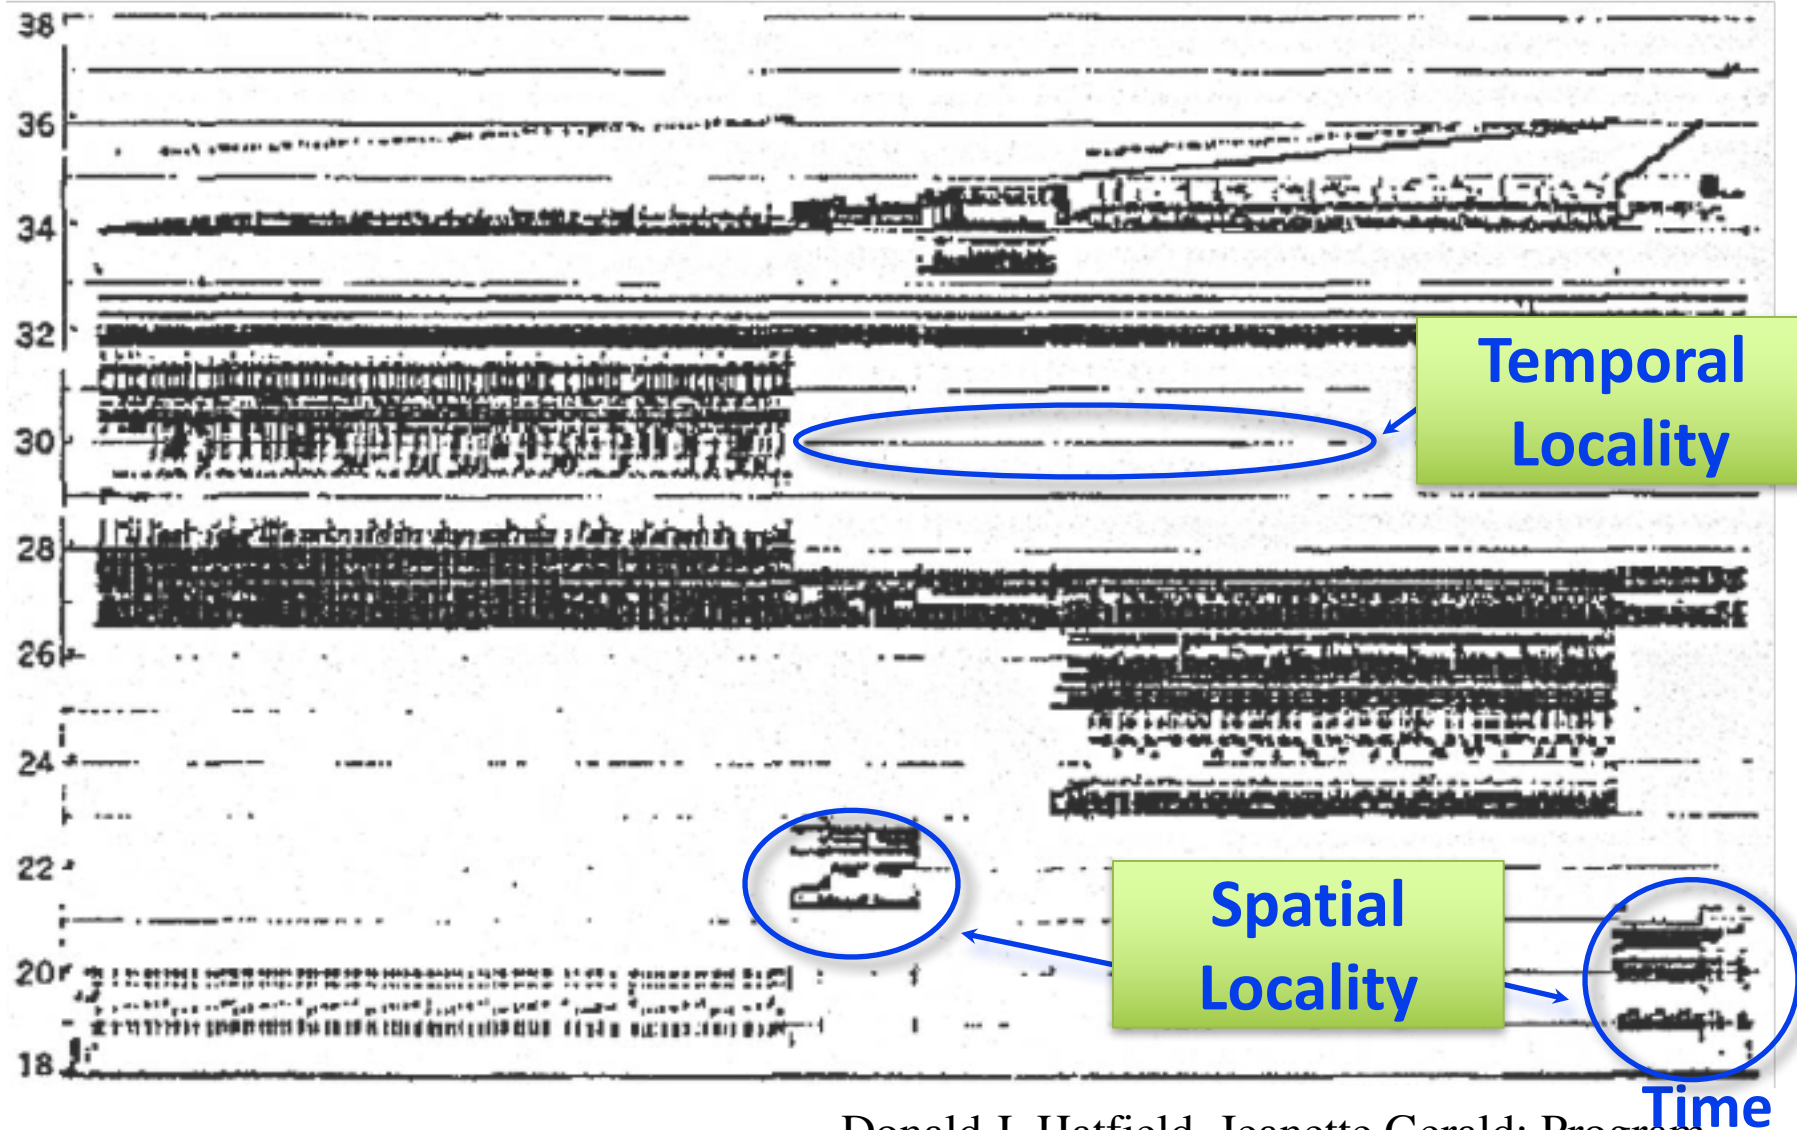 38
36
34
32
30
28
26
24
22
20
18
Temporal
Locality
Spatial
Locality
Time
Donald J. Hatfield, Jeanette Gerald: Program